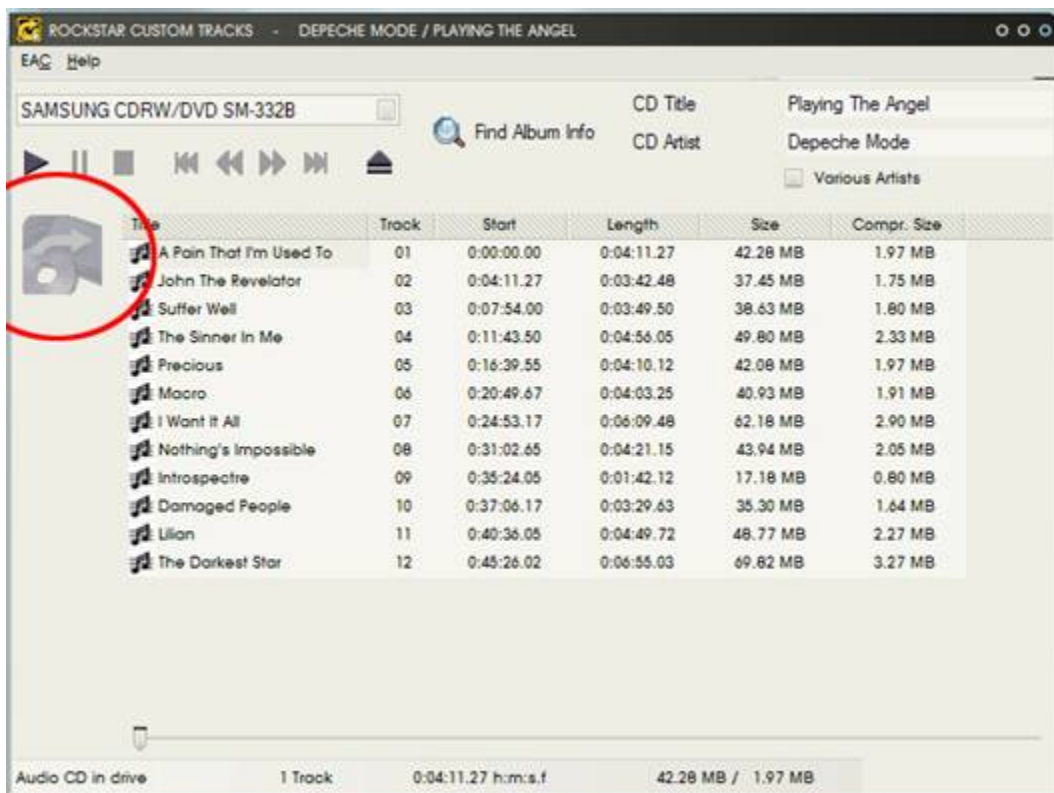 ROCKSTAR CUSTOM TRACKS - DEPECHE MODE / PLAYING THE ANGEL
EAC Help
SAMSUNG CDRW/DVD SM-332B
Find Album Info
CD Title Playing The Angel
CD Artist Depeche Mode
Various Artists
Title Track Start Length Size Compr. Size
A Pain That I'm Used To 01 0:00:00.00 0:04:11.27 42.28 MB 1.97 MB
John The Revelator 02 0:04:11.27 0:03:42.48 37.45 MB 1.75 MB
Suffer Well 03 0:07:54.00 0:03:49.50 38.63 MB 1.80 MB
The Sinner In Me 04 0:11:43.50 0:04:56.05 49.80 MB 2.33 MB
Precious 05 0:16:39.55 0:04:10.12 42.08 MB 1.97 MB
Macro 06 0:20:49.67 0:04:03.25 40.93 MB 1.91 MB
I Want It All 07 0:24:53.17 0:06:09.48 62.18 MB 2.90 MB
Nothing's Impossible 08 0:31:02.65 0:04:21.15 43.94 MB 2.05 MB
Introspectre 09 0:35:24.05 0:01:42.12 17.18 MB 0.80 MB
Damaged People 10 0:37:06.17 0:03:29.63 35.30 MB 1.64 MB
Lilian 11 0:40:36.05 0:04:49.72 48.77 MB 2.27 MB
The Darkest Star 12 0:45:26.02 0:06:55.03 69.82 MB 3.27 MB
Audio CD in drive 1 Track 0:04:11.27 h:m:s.f 42.28 MB / 1.97 MB